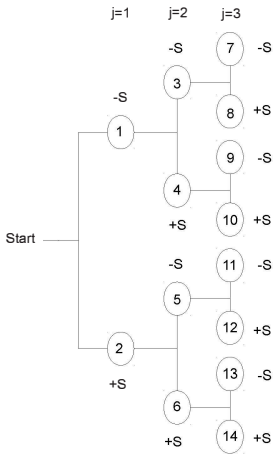 j=1 j=2 j=3
-S 7 -S
3
-S 8 +S
1
9 -S
4
+S 10 +S
Start
-S 11 -S
5
12 +S
2
+S 13 -S
6
+S 14 +S